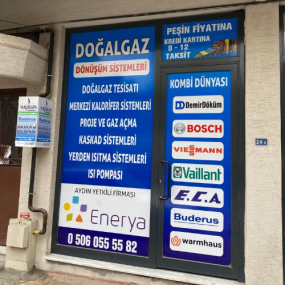 DOĞALGAZ
DÖNÜŞÜM SİSTEMLERİ
DOĞALGAZ TESİSATI
MERKEZİ KALORİFER SİSTEMLERİ
PROJE VE GAZ AÇMA
KASKAD SİSTEMLERİ
YERDEN ISITMA SİSTEMLERİ
ISI POMPASI
AYDIN YETKİLİ FİRMASI
Enerya
0 506 055 55 82
PEŞİN FİYATINA
KREDİ KARTINA
9 - 12
TAKSİT
KOMBİ DÜNYASI
DemirDöküm
BOSCH
VIESSMANN
Vaillant
E.C.A
Buderus
warmhaus